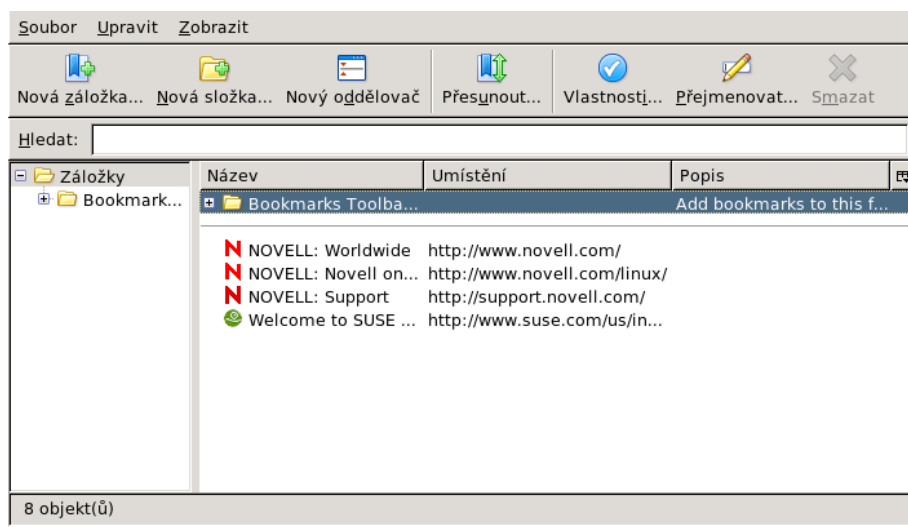 Soubor Upravit Zobrazit
Nová záložka... Nová složka... Nový oddělovač Přesunout... Vlastnosti... Přejmenovat... Smazat
Hledat:
Záložky Název Umístění Popis
Bookmark... Bookmarks Toolba... Add bookmarks to this f...
NOVELL: Worldwide http://www.novell.com/
NOVELL: Novell on... http://www.novell.com/linux/
NOVELL: Support http://support.novell.com/
Welcome to SUSE ... http://www.suse.com/us/in...
8 objekt(ů)